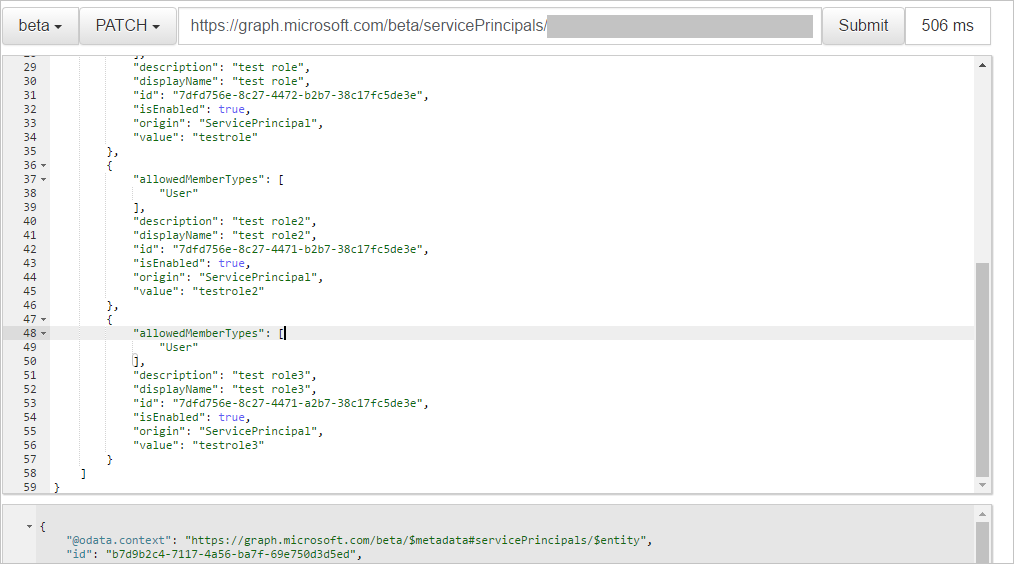 beta PATCH https://graph.microsoft.com/beta/servicePrincipals/ Submit 506 ms
29 "description": "test role",
30 "displayName": "test role",
31 "id": "7dfd756e-8c27-4472-b2b7-38c17fc5de3e",
32 "isEnabled": true,
33 "origin": "ServicePrincipal",
34 "value": "testrole"
35 },
36 {
37 "allowedMemberTypes": [
38 "User"
39 ],
40 "description": "test role2",
41 "displayName": "test role2",
42 "id": "7dfd756e-8c27-4471-b2b7-38c17fc5de3e",
43 "isEnabled": true,
44 "origin": "ServicePrincipal",
45 "value": "testrole2"
46 },
47 {
48 "allowedMemberTypes": [
49 "User"
50 ],
51 "description": "test role3",
52 "displayName": "test role3",
53 "id": "7dfd756e-8c27-4471-a2b7-38c17fc5de3e",
54 "isEnabled": true,
55 "origin": "ServicePrincipal",
56 "value": "testrole3"
57 }
58 ]
59 }
{
"@odata.context": "https://graph.microsoft.com/beta/$metadata#servicePrincipals/$entity",
"id": "b7d9b2c4-7117-4a56-ba7f-69e750d3d5ed",